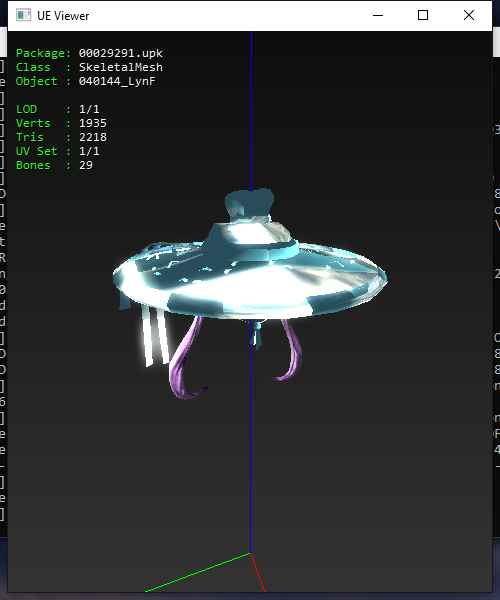 UE Viewer
Package: 00029291.upk
Class : SkeletalMesh
Object : 040144_LynF
LOD : 1/1
Verts : 1935
Tris : 2218
UV Set : 1/1
Bones : 29